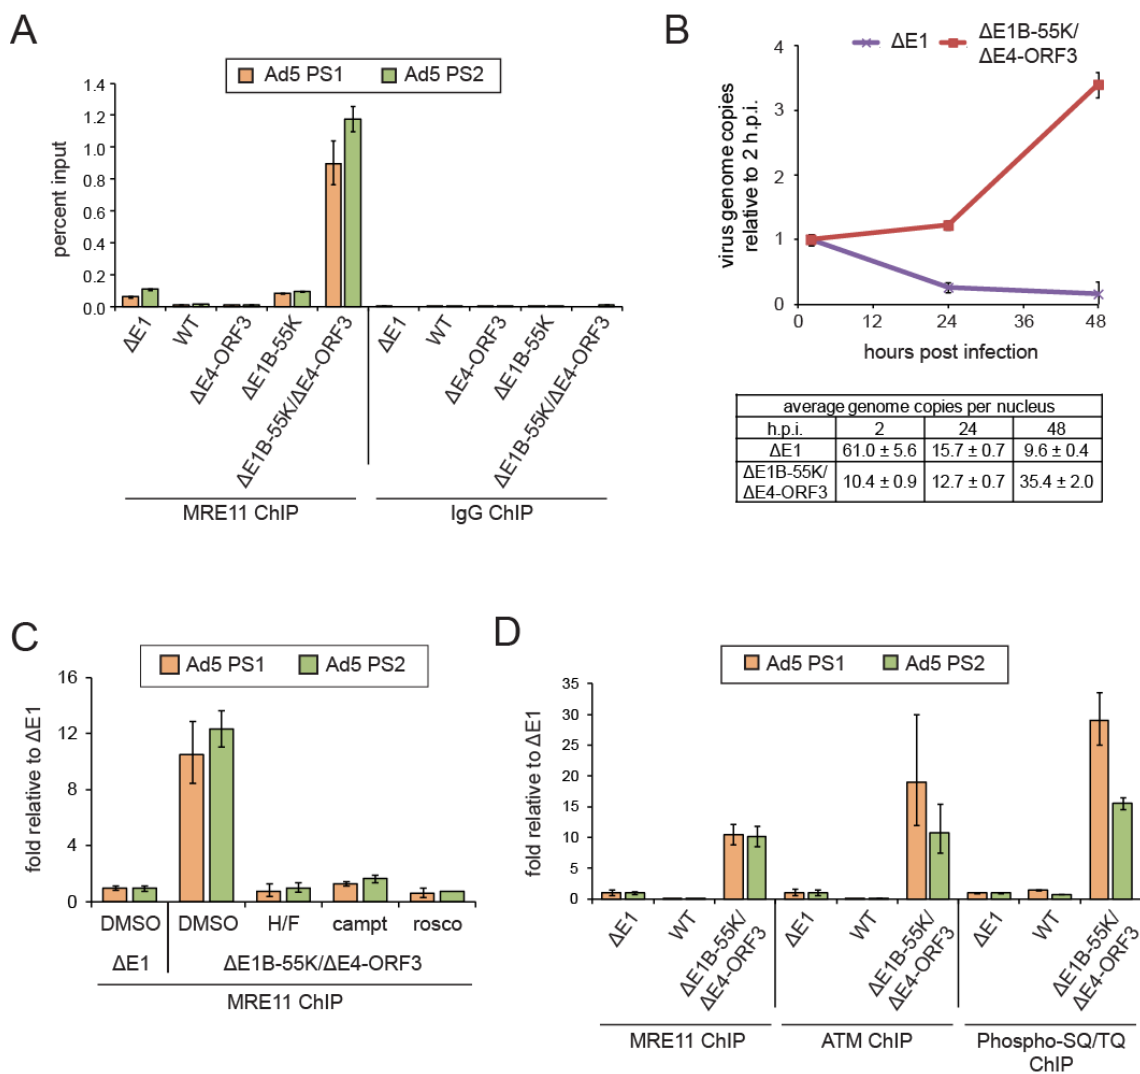 A
Ad5 PS1
Ad5 PS2
percent input
1.4
1.2
1.0
0.8
0.6
0.4
0.2
0.0
ΔE1
WT
ΔE4-ORF3
ΔE1B-55K
ΔE1B-55K/ΔE4-ORF3
ΔE1
WT
ΔE4-ORF3
ΔE1B-55K
ΔE1B-55K/ΔE4-ORF3
MRE11 ChIP
IgG ChIP
B
ΔE1
ΔE1B-55K/
ΔE4-ORF3
virus genome copies
relative to 2 h.p.i.
4
3
2
1
0
0 12 24 36 48
hours post infection
average genome copies per nucleus
h.p.i. 2 24 48
ΔE1 61.0 ± 5.6 15.7 ± 0.7 9.6 ± 0.4
ΔE1B-55K/
ΔE4-ORF3 10.4 ± 0.9 12.7 ± 0.7 35.4 ± 2.0
C
Ad5 PS1
Ad5 PS2
fold relative to ΔE1
16
12
8
4
0
DMSO DMSO H/F campt rosco
ΔE1 ΔE1B-55K/ΔE4-ORF3
MRE11 ChIP
D
Ad5 PS1
Ad5 PS2
fold relative to ΔE1
35
30
25
20
15
10
5
0
ΔE1
WT
ΔE1B-55K/
ΔE4-ORF3
ΔE1
WT
ΔE1B-55K/
ΔE4-ORF3
ΔE1
WT
ΔE1B-55K/
ΔE4-ORF3
MRE11 ChIP
ATM ChIP
Phospho-SQ/TQ
ChIP